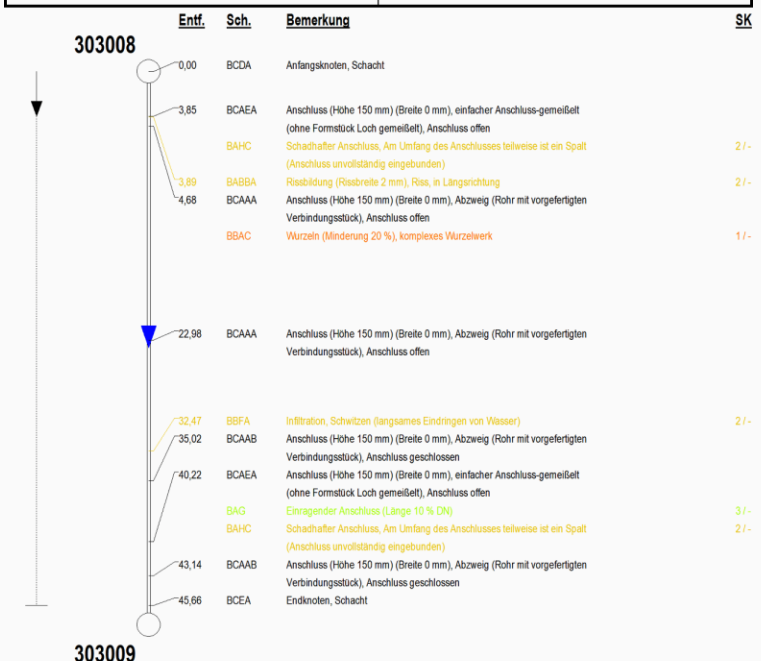 Entf. Sch. Bemerkung SK
303008
0,00 BCDA Anfangsknoten, Schacht
3,85 BCAEA Anschluss (Höhe 150 mm) (Breite 0 mm), einfacher Anschluss-gemeißelt
(ohne Formstück Loch gemeißelt), Anschluss offen
BAHC Schadhafter Anschluss, Am Umfang des Anschlusses teilweise ist ein Spalt 2 / -
(Anschluss unvollständig eingebunden)
3,89 BABBA Rissbildung (Rissbreite 2 mm), Riss, in Längsrichtung 2 / -
4,68 BCAAA Anschluss (Höhe 150 mm) (Breite 0 mm), Abzweig (Rohr mit vorgefertigten
Verbindungsstück), Anschluss offen
BBAC Wurzeln (Minderung 20 %), komplexes Wurzelwerk 1 / -
22,98 BCAAA Anschluss (Höhe 150 mm) (Breite 0 mm), Abzweig (Rohr mit vorgefertigten
Verbindungsstück), Anschluss offen
32,47 BBFA Infiltration, Schwitzen (langsames Eindringen von Wasser) 2 / -
35,02 BCAAB Anschluss (Höhe 150 mm) (Breite 0 mm), Abzweig (Rohr mit vorgefertigten
Verbindungsstück), Anschluss geschlossen
40,22 BCAEA Anschluss (Höhe 150 mm) (Breite 0 mm), einfacher Anschluss-gemeißelt
(ohne Formstück Loch gemeißelt), Anschluss offen
BAG Einragender Anschluss (Länge 10 % DN) 3 / -
BAHC Schadhafter Anschluss, Am Umfang des Anschlusses teilweise ist ein Spalt 2 / -
(Anschluss unvollständig eingebunden)
43,14 BCAAB Anschluss (Höhe 150 mm) (Breite 0 mm), Abzweig (Rohr mit vorgefertigten
Verbindungsstück), Anschluss geschlossen
45,66 BCEA Endknoten, Schacht
303009